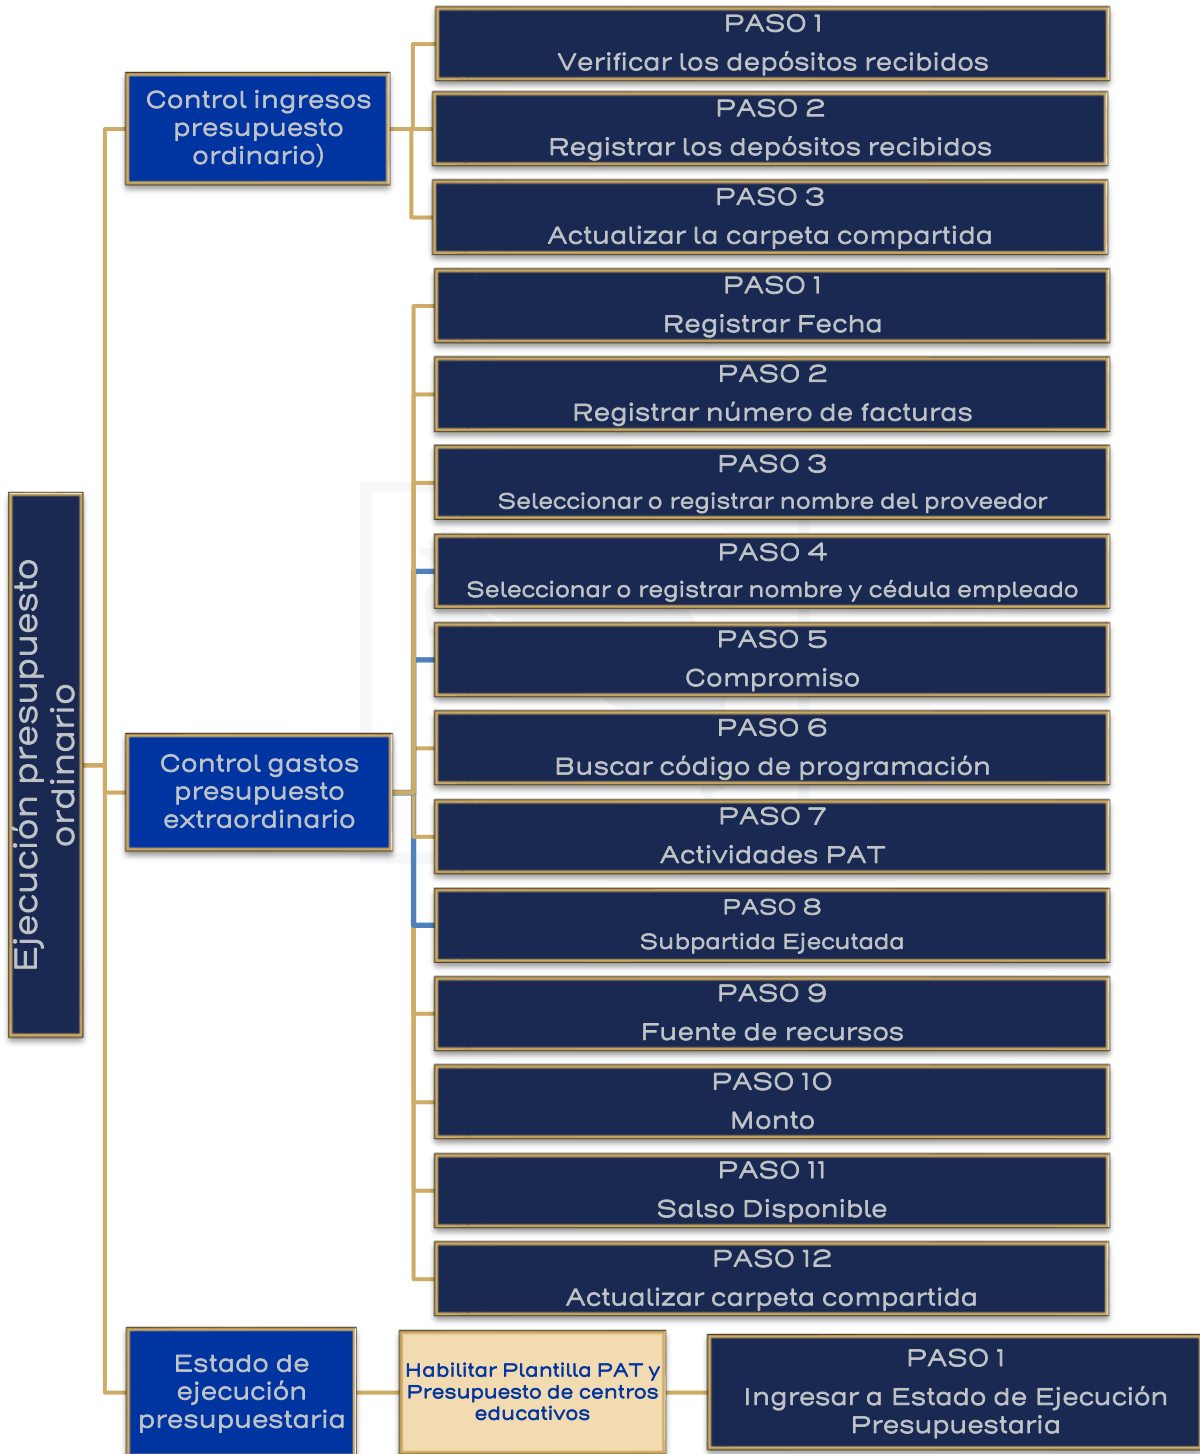 Ejecución presupuesto
ordinario
Control ingresos
presupuesto
ordinario)
PASO 1
Verificar los depósitos recibidos
PASO 2
Registrar los depósitos recibidos
PASO 3
Actualizar la carpeta compartida
Control gastos
presupuesto
extraordinario
PASO 1
Registrar Fecha
PASO 2
Registrar número de facturas
PASO 3
Seleccionar o registrar nombre del proveedor
PASO 4
Seleccionar o registrar nombre y cédula empleado
PASO 5
Compromiso
PASO 6
Buscar código de programación
PASO 7
Actividades PAT
PASO 8
Subpartida Ejecutada
PASO 9
Fuente de recursos
PASO 10
Monto
PASO 11
Salso Disponible
PASO 12
Actualizar carpeta compartida
Estado de
ejecución
presupuestaria
Habilitar Plantilla PAT y
Presupuesto de centros
educativos
PASO 1
Ingresar a Estado de Ejecución
Presupuestaria